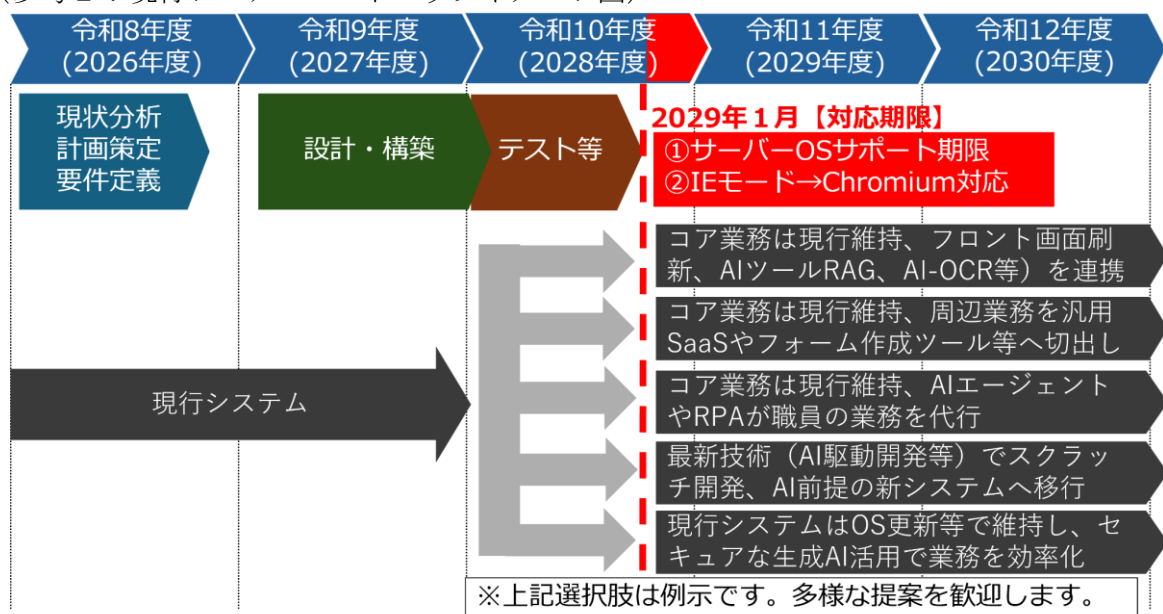 令和8年度
(2026年度)
令和9年度
(2027年度)
令和10年度
(2028年度)
令和11年度
(2029年度)
令和12年度
(2030年度)
現状分析
計画策定
要件定義
設計・構築
テスト等
2029年1月【対応期限】
①サーバーOSサポート期限
②IEモード→Chromium対応
コア業務は現行維持、フロント画面刷
新、AIツールRAG、AI-OCR等）を連携
コア業務は現行維持、周辺業務を汎用
SaaSやフォーム作成ツール等へ切出し
現行システム
コア業務は現行維持、AIエージェント
やRPAが職員の業務を代行
最新技術（AI駆動開発等）でスクラッ
チ開発、AI前提の新システムへ移行
現行システムはOS更新等で維持し、セ
キュアな生成AI活用で業務を効率化
※上記選択肢は例示です。多様な提案を歓迎します。